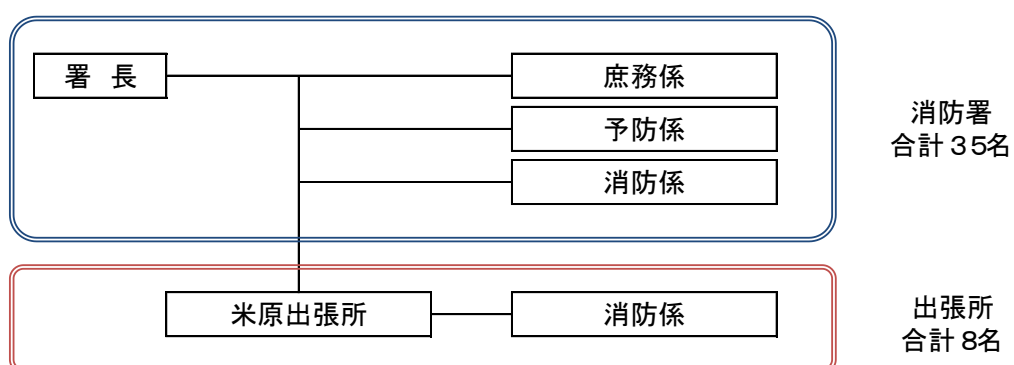 署 長
庶務係
予防係
消防係
消防署
合計 35名
米原出張所
消防係
出張所
合計 8名